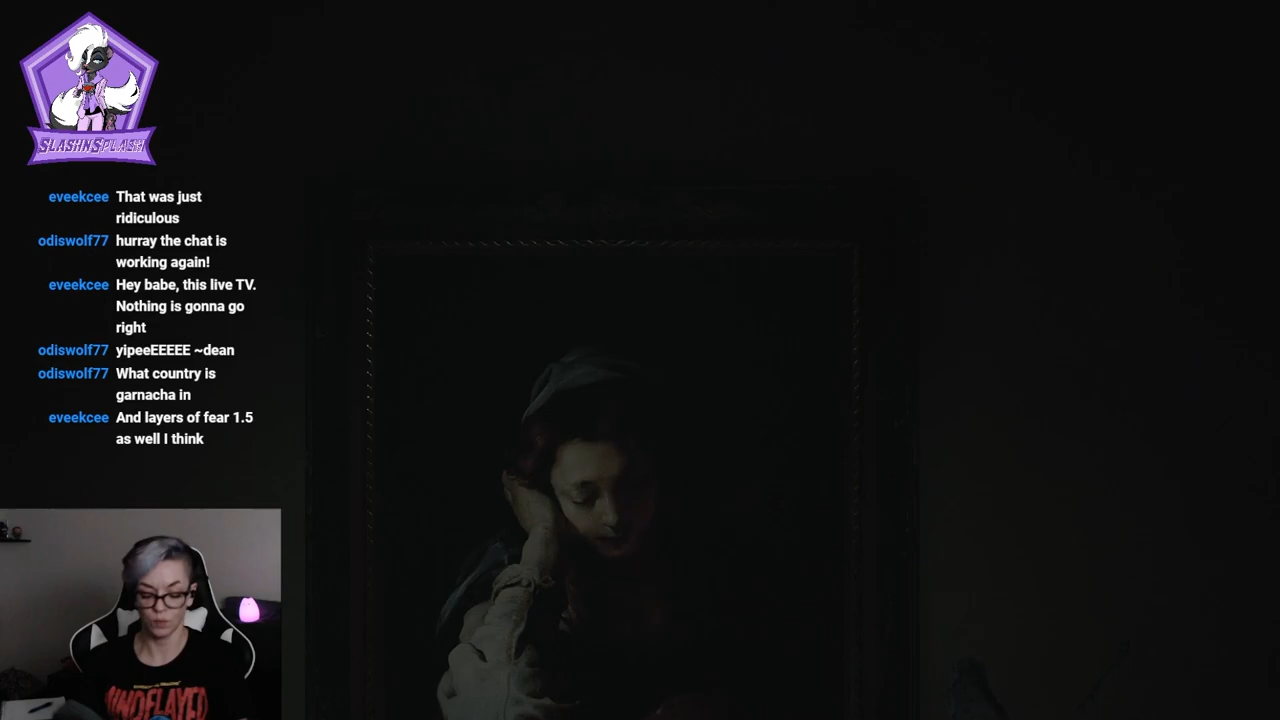 SLASHNSPLASH
eveekcee That was just
ridiculous
odiswolf77 hurray the chat is
working again!
eveekcee Hey babe, this live TV.
Nothing is gonna go
right
odiswolf77 yipeeEEEEE ~dean
odiswolf77 What country is
garnacha in
eveekcee And layers of fear 1.5
as well I think